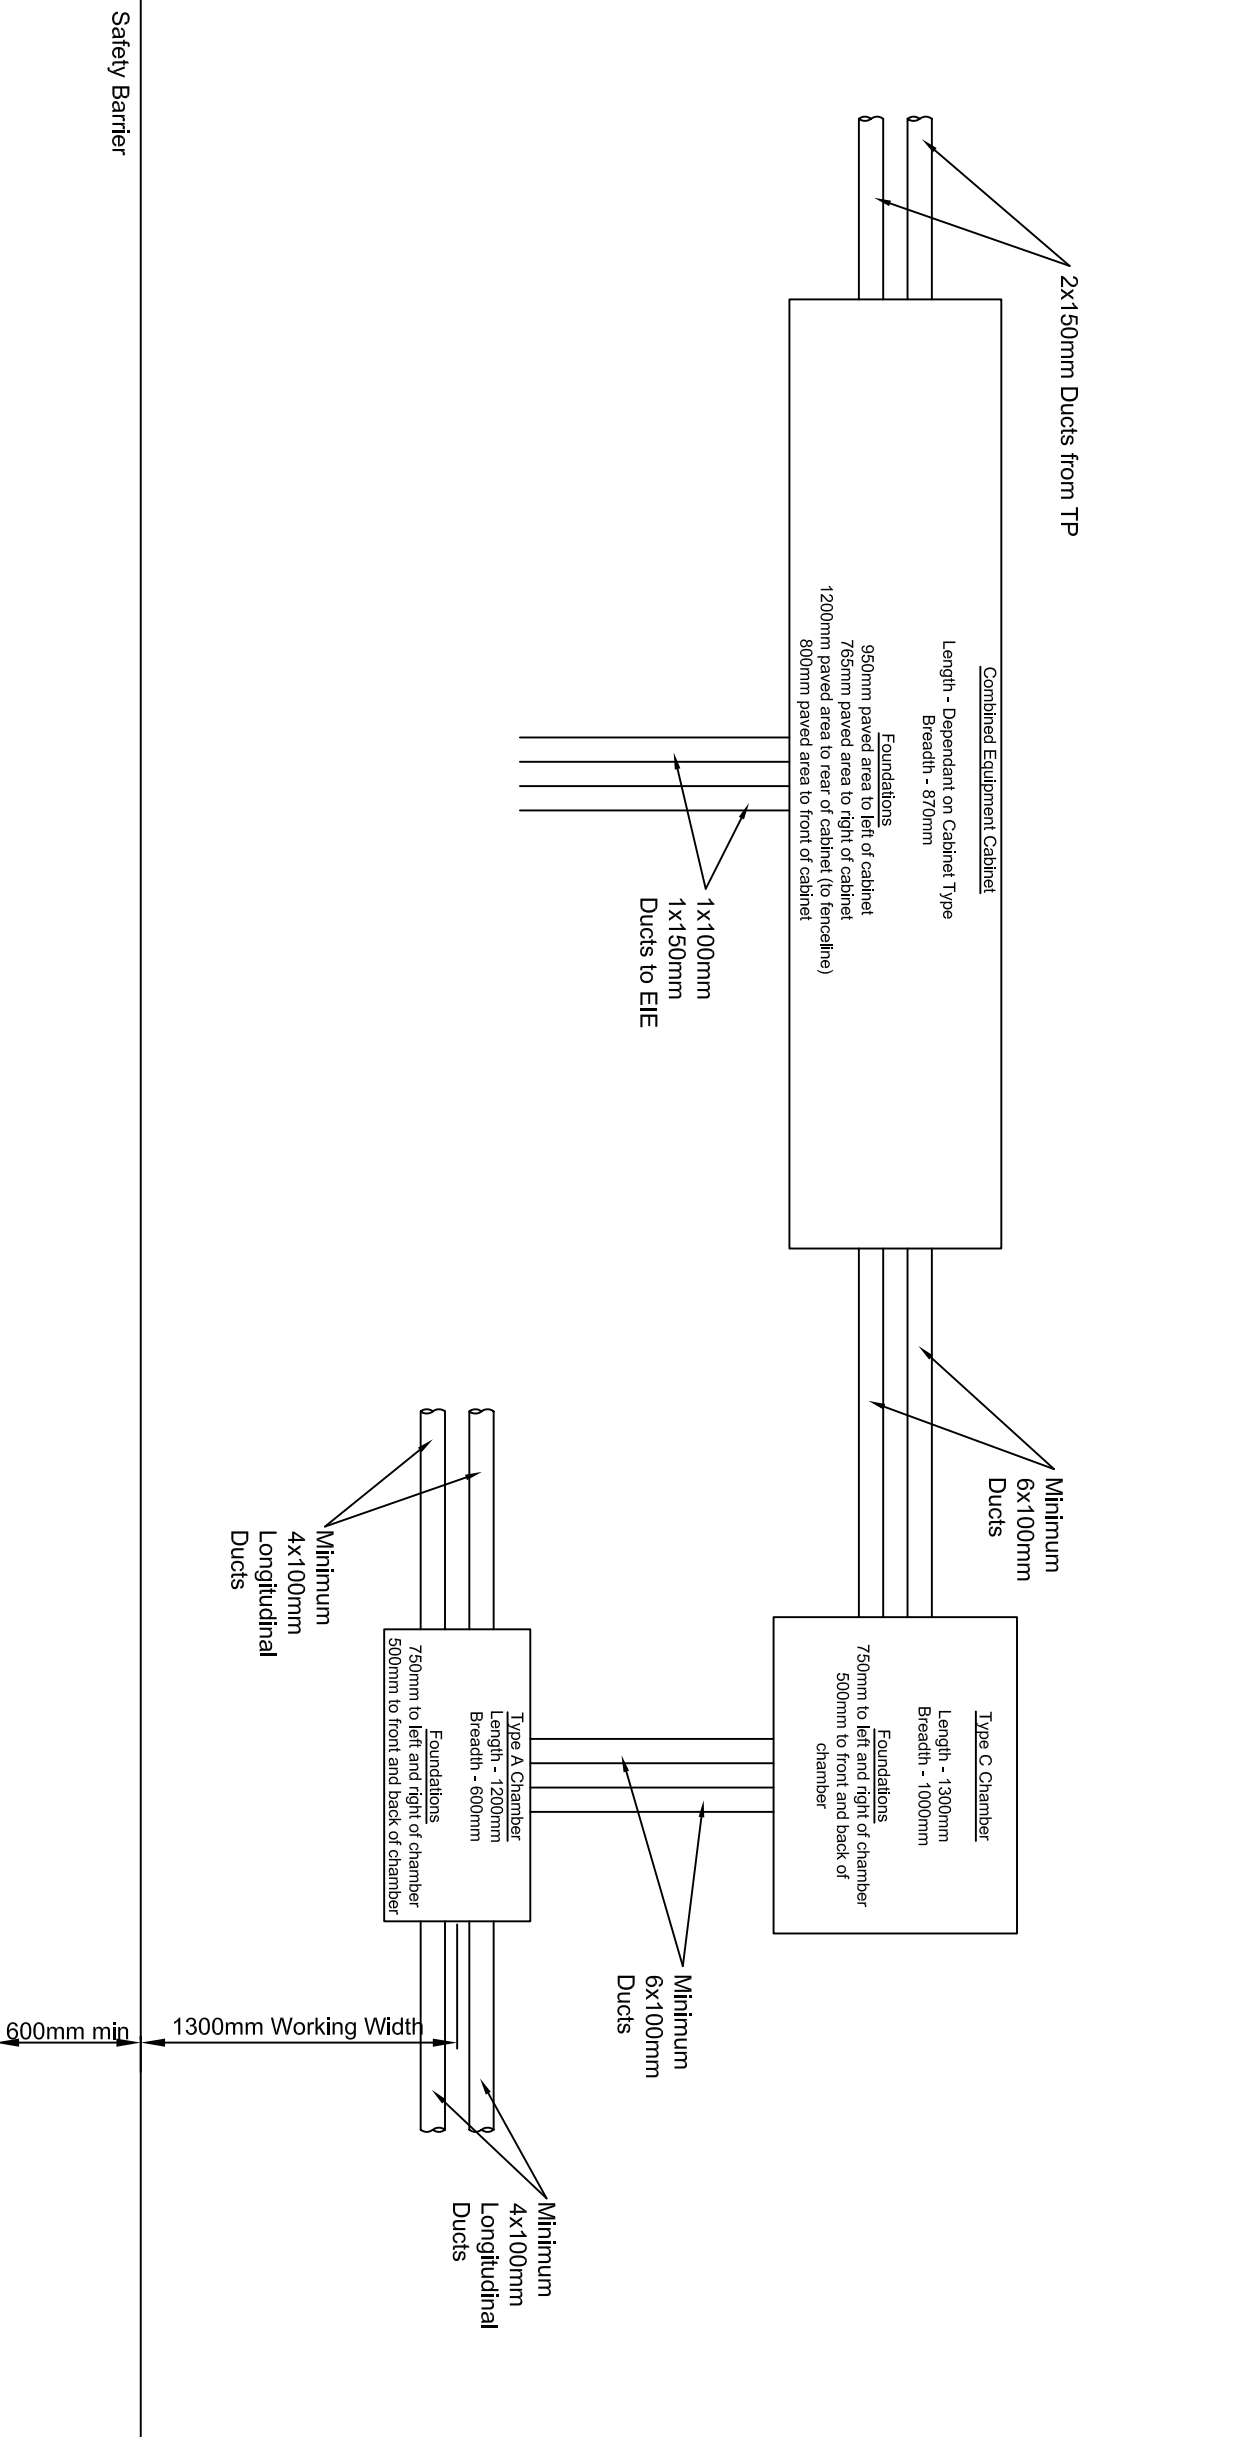 2x150mm Ducts from TP
Combined Equipment Cabinet
Length - Dependant on Cabinet Type
Breadth - 870mm
Foundations
950mm paved area to left of cabinet
765mm paved area to right of cabinet
1200mm paved area to rear of cabinet (to fenceline)
800mm paved area to front of cabinet
1x100mm
1x150mm
Ducts to EIE
Minimum
6x100mm
Ducts
Type C Chamber
Length - 1300mm
Breadth - 1000mm
Foundations
750mm to left and right of chamber
500mm to front and back of
chamber
Minimum
6x100mm
Ducts
Minimum
4x100mm
Longitudinal
Ducts
Type A Chamber
Length - 1200mm
Breadth - 600mm
Foundations
750mm to left and right of chamber
500mm to front and back of chamber
Minimum
4x100mm
Longitudinal
Ducts
1300mm Working Width
600mm min
Safety Barrier